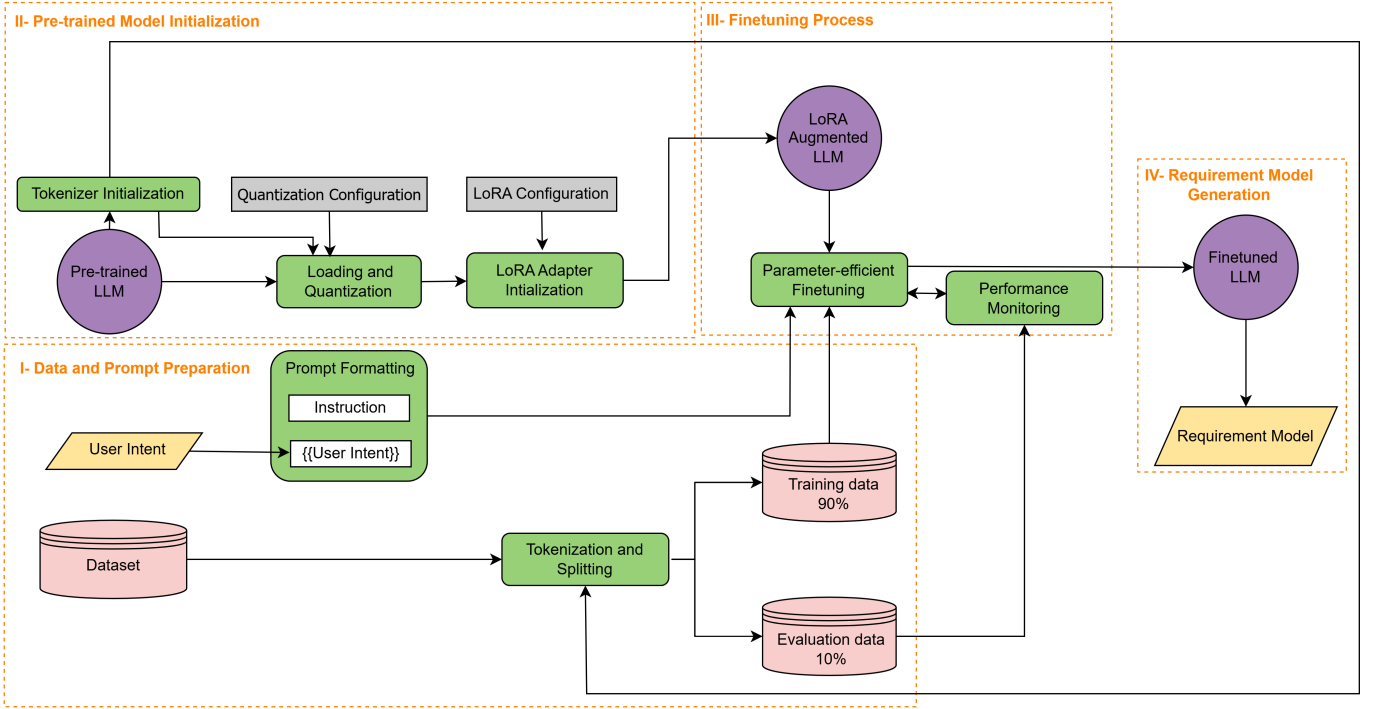 II- Pre-trained Model Initialization
III- Finetuning Process
LoRA
Augmented
LLM
IV- Requirement Model
Generation
Tokenizer Initialization
Quantization Configuration
LoRA Configuration
Pre-trained
LLM
Loading and
Quantization
LoRA Adapter
Intialization
Parameter-efficient
Finetuning
Performance
Monitoring
Finetuned
LLM
I- Data and Prompt Preparation
Prompt Formatting
Instruction
User Intent
{{User Intent}}
Requirement Model
Training data
90%
Dataset
Tokenization and
Splitting
Evaluation data
10%